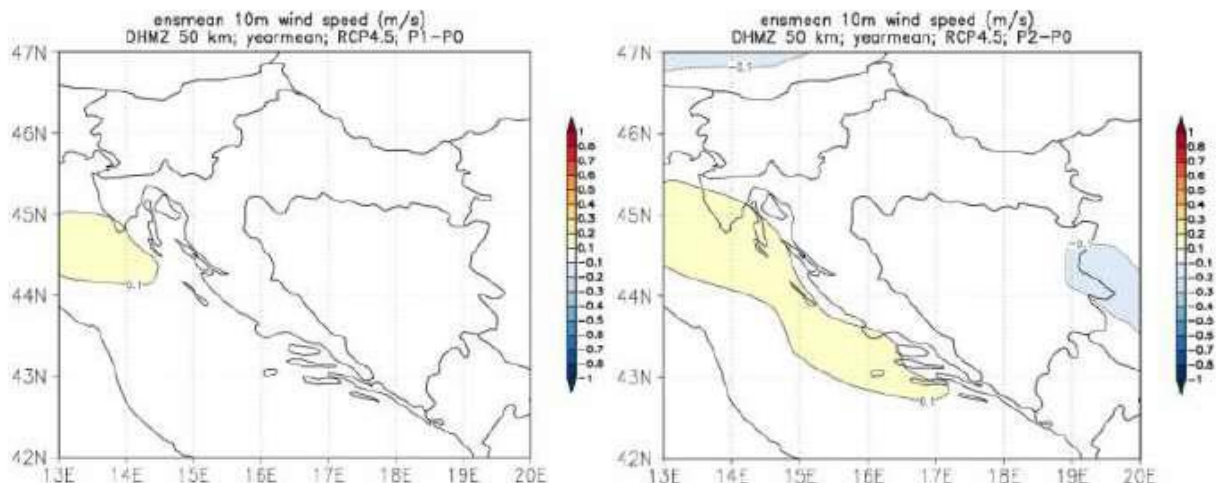 ensmean 10m wind speed (m/s)
DHMZ 50 km; yearmean; RCP4.5; P1-P0
47N
46N
45N
44N
43N
42N
13E 14E 15E 16E 17E 18E 19E 20E
0.1
1
0.8
0.7
0.6
0.5
0.4
0.3
0.2
0.1
-0.1
-0.2
-0.3
-0.4
-0.5
-0.6
-0.7
-0.8
-1
ensmean 10m wind speed (m/s)
DHMZ 50 km; yearmean; RCP4.5; P2-P0
47N
46N
45N
44N
43N
42N
13E 14E 15E 16E 17E 18E 19E 20E
-0.1
0.1
1
0.8
0.7
0.6
0.5
0.4
0.3
0.2
0.1
-0.1
-0.2
-0.3
-0.4
-0.5
-0.6
-0.7
-0.8
-1